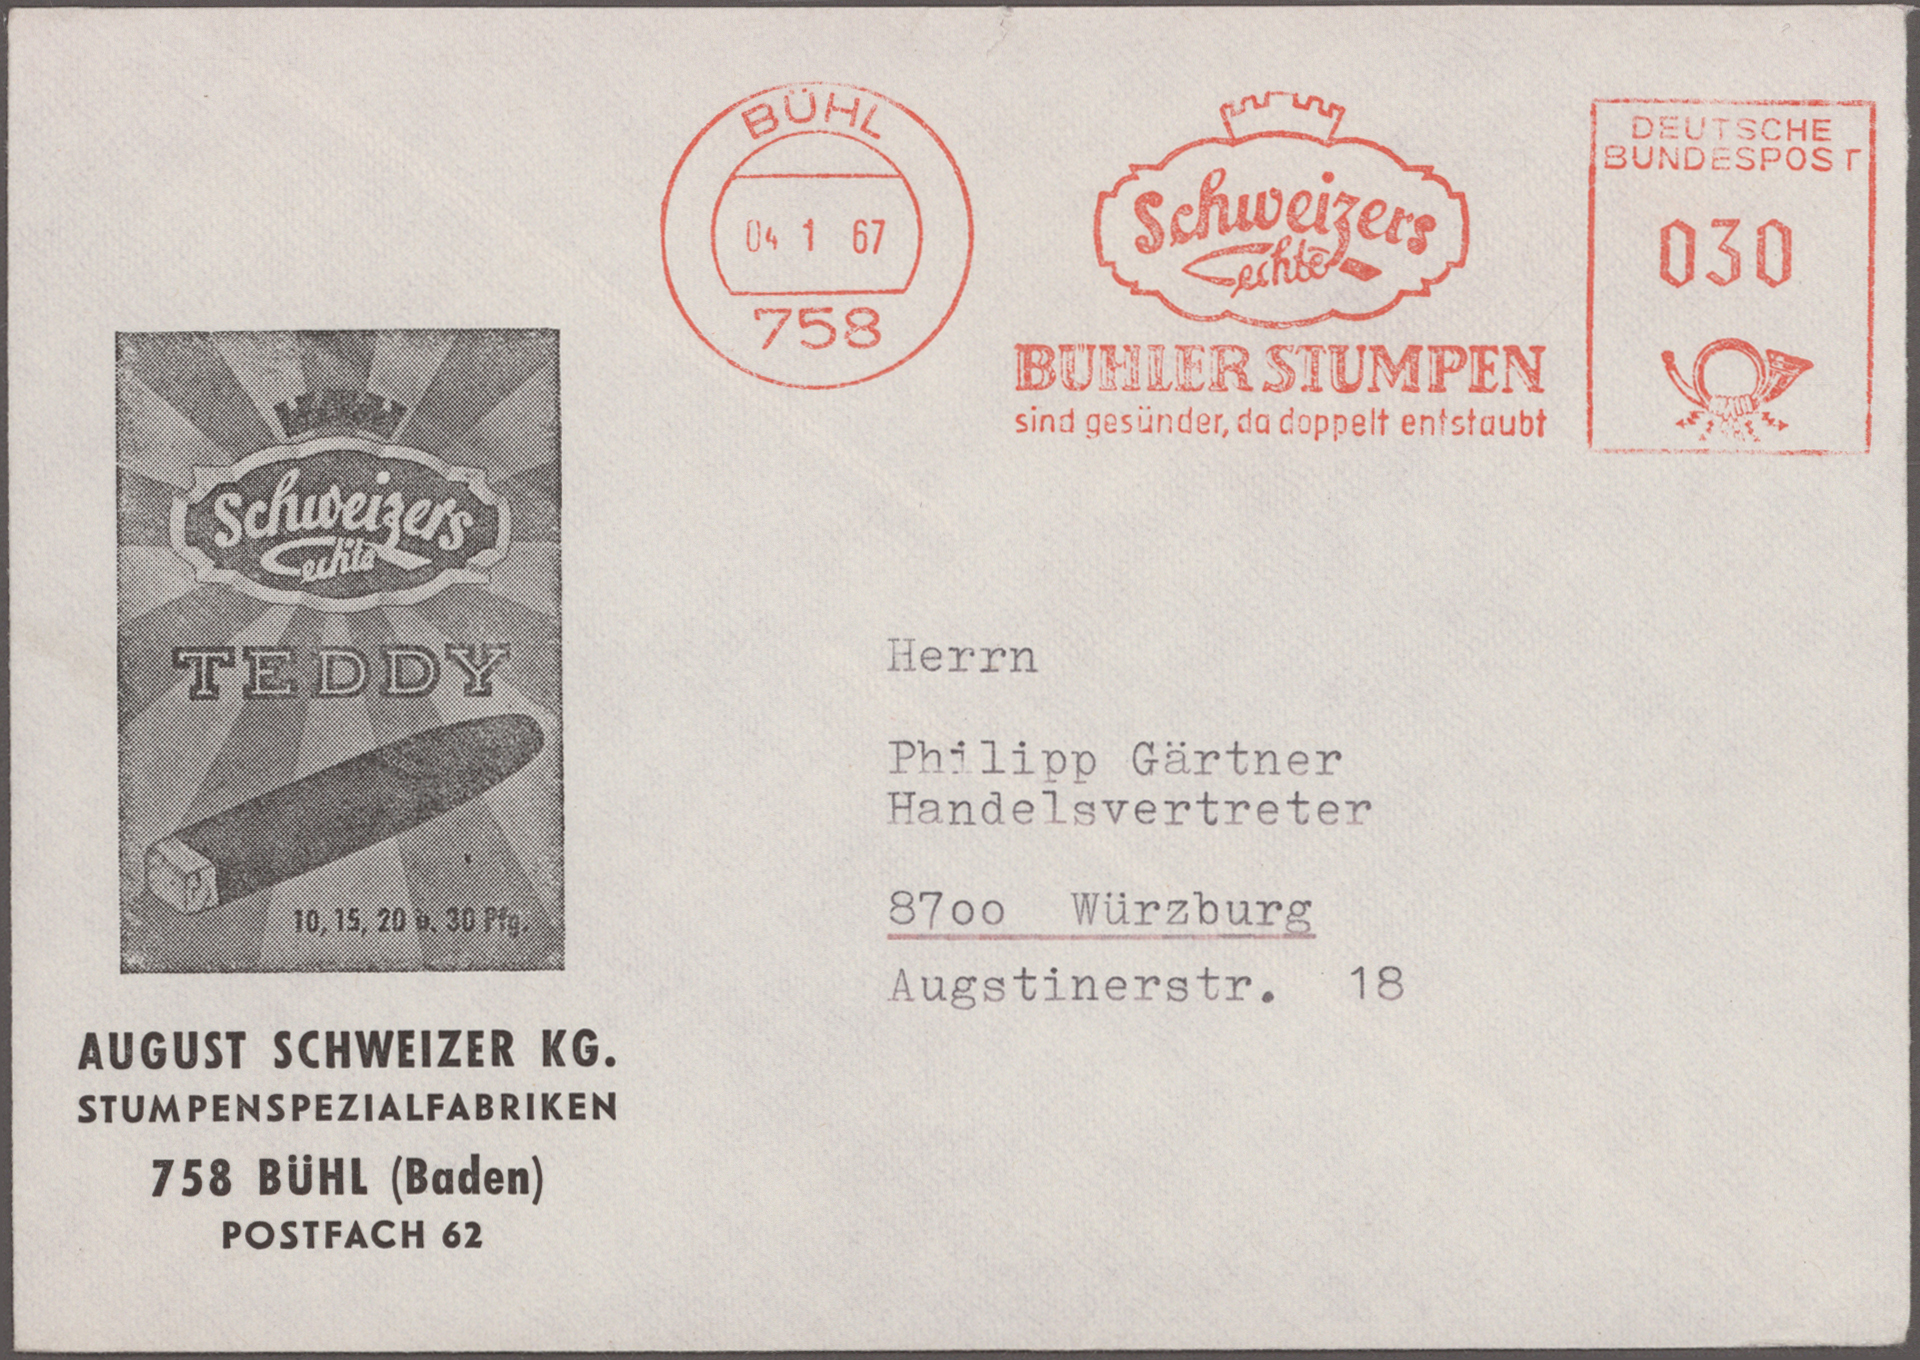 BÜHL
04 1 67
758
Schweizers
echte
BÜHLER STUMPEN
sind gesünder, da doppelt entstaubt
DEUTSCHE
BUNDESPOST
030
Schweizers
echte
TEDDY
10, 15, 20 u. 30 Pfg.
AUGUST SCHWEIZER KG.
STUMPENSPEZIALFABRIKEN
758 BÜHL (Baden)
POSTFACH 62
Herrn
Philipp Gärtner
Handelsvertreter
8700 Würzburg
Augstinerstr. 18